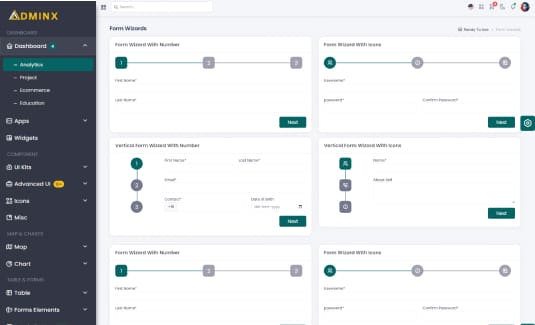 ADMINX
Search...
DASHBOARD
Dashboard
Analytics
Project
Ecommerce
Education
Apps
Widgets
COMPONENT
UI Kits
Advanced UI
Icons
Misc
MAP & CHARTS
Map
Chart
TABLE & FORMS
Table
Forms Elements
Form Wizards
Ready To Use
Form wizards
Form Wizard With Number
1
2
3
First Name*
Last Name*
Next
Form Wizard With Icons
Username*
password*
Confirm Password*
Next
Vertical Form Wizard With Number
1
2
3
First Name*
Last Name*
Email*
Contact*
Date of Birth
+91
Next
Vertical Form Wizard With Icons
Name*
About Self
Next
Form Wizard With Number
1
2
3
First Name*
Last Name*
Form Wizard With Icons
Username*
password*
Confirm Password*